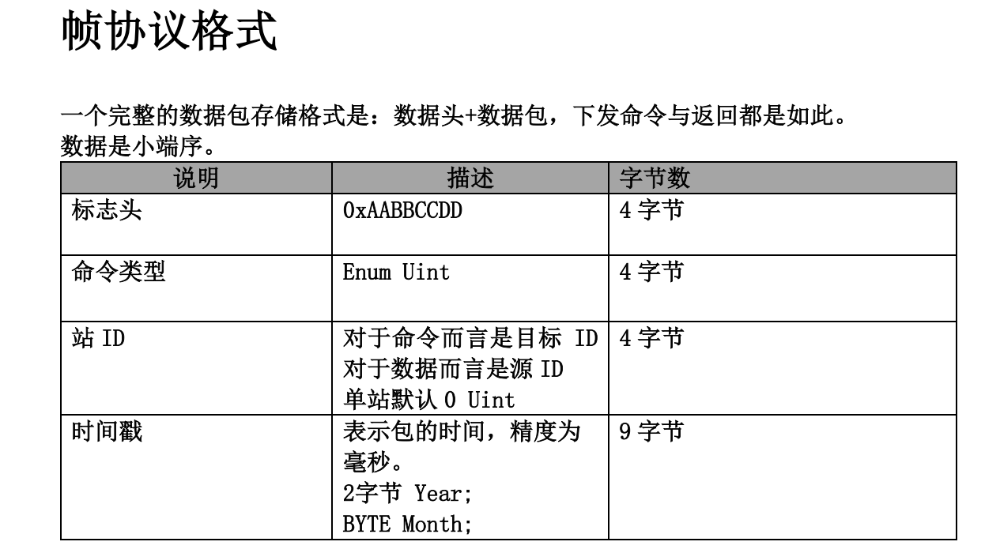 帧协议格式
一个完整的数据包存储格式是：数据头+数据包，下发命令与返回都是如此。
数据是小端序。
说明 描述 字节数
标志头 0xAABBCCDD 4字节
命令类型 Enum Uint 4字节
站ID 对于命令而言是目标 ID 4字节
对于数据而言是源ID
单站默认0 Uint
时间戳 表示包的时间，精度为 9字节
毫秒。
2字节 Year;
BYTE Month;